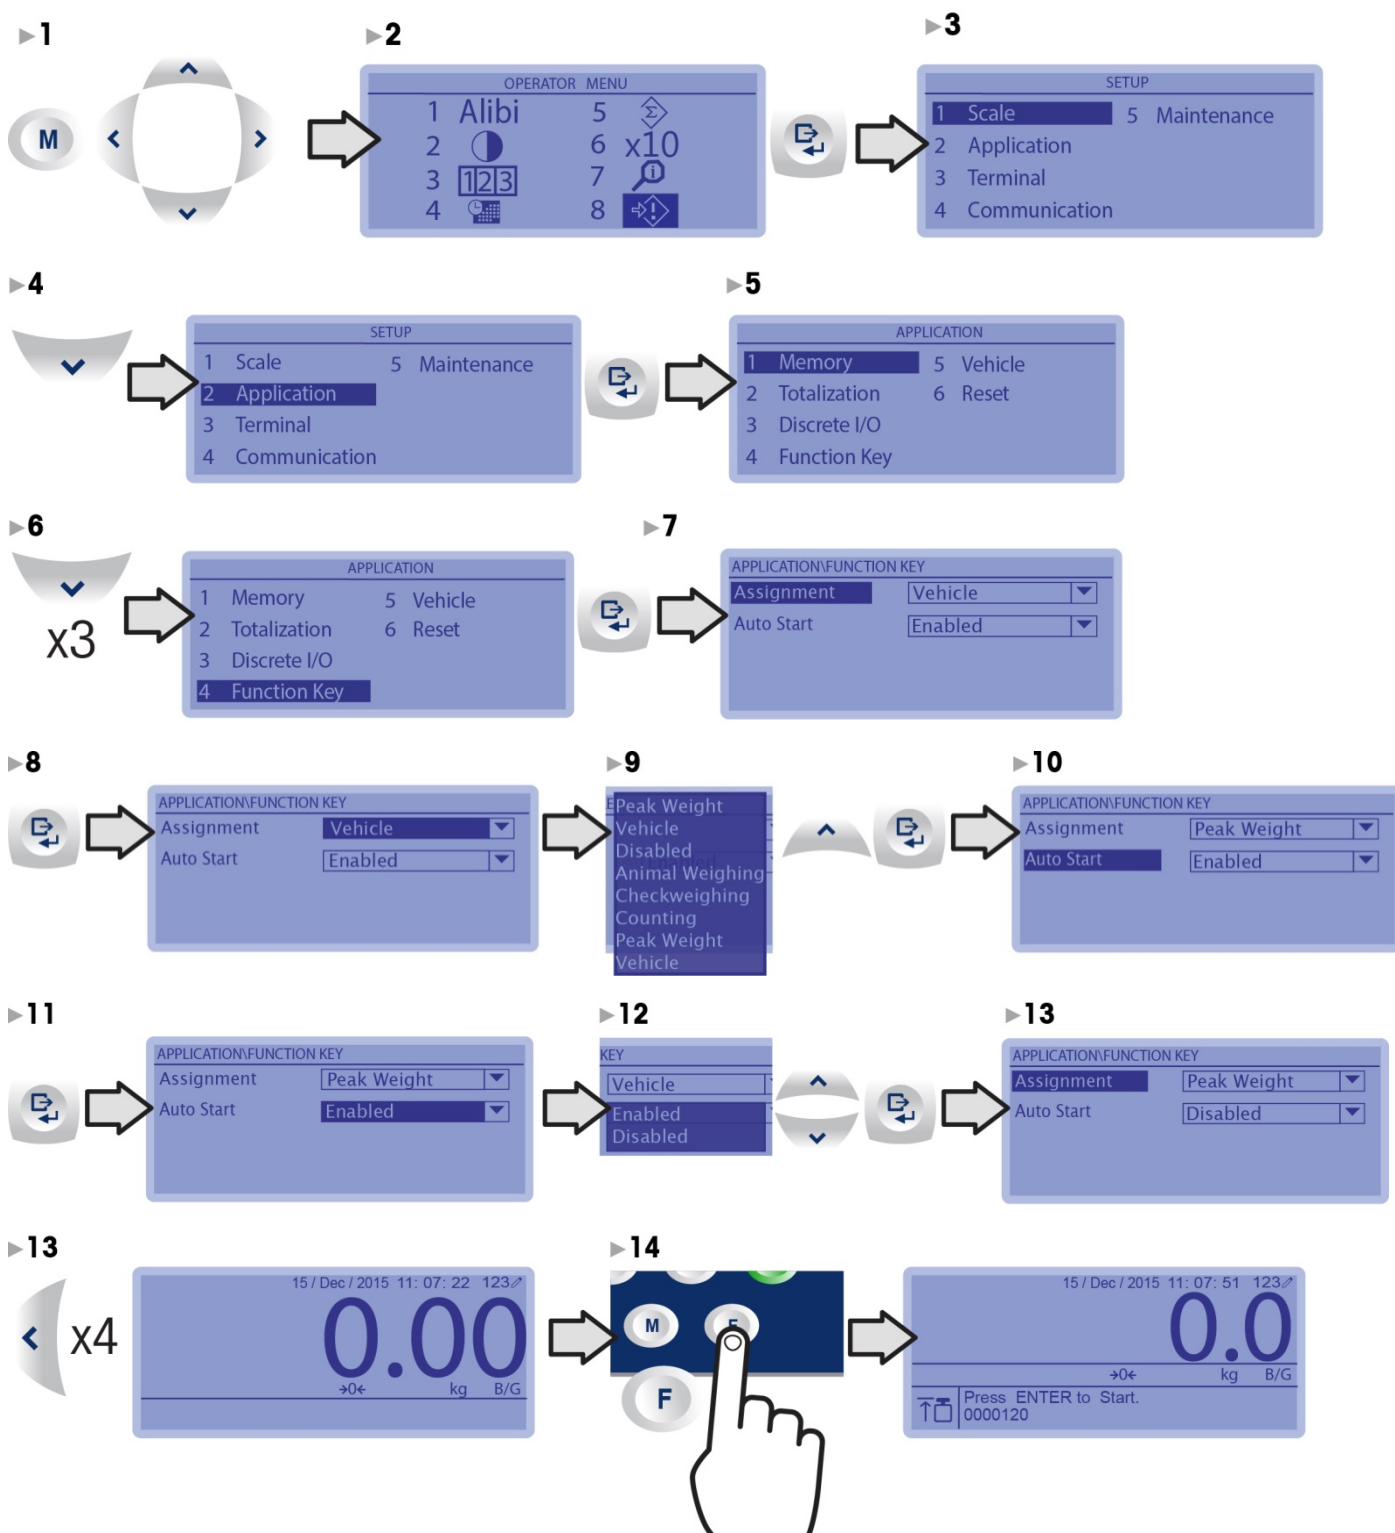 ▶1
M
▶2
OPERATOR MENU
1 Alibi 5 Σ
2 6 x10
3 123 7 i
4 8 !
▶3
SETUP
1 Scale 5 Maintenance
2 Application
3 Terminal
4 Communication
▶4
SETUP
1 Scale 5 Maintenance
2 Application
3 Terminal
4 Communication
▶5
APPLICATION
1 Memory 5 Vehicle
2 Totalization 6 Reset
3 Discrete I/O
4 Function Key
▶6
x3
APPLICATION
1 Memory 5 Vehicle
2 Totalization 6 Reset
3 Discrete I/O
4 Function Key
▶7
APPLICATION\FUNCTION KEY
Assignment Vehicle
Auto Start Enabled
▶8
APPLICATION\FUNCTION KEY
Assignment Vehicle
Auto Start Enabled
▶9
Peak Weight
Vehicle
Disabled
Animal Weighing
Checkweighing
Counting
Peak Weight
Vehicle
▶10
APPLICATION\FUNCTION KEY
Assignment Peak Weight
Auto Start Enabled
▶11
APPLICATION\FUNCTION KEY
Assignment Peak Weight
Auto Start Enabled
▶12
KEY
Vehicle
Enabled
Disabled
▶13
APPLICATION\FUNCTION KEY
Assignment Peak Weight
Auto Start Disabled
▶13
x4
15 / Dec / 2015 11: 07: 22 123
0.00
→0← kg B/G
▶14
M F
F
15 / Dec / 2015 11: 07: 51 123
0.0
→0← kg B/G
Press ENTER to Start.
0000120